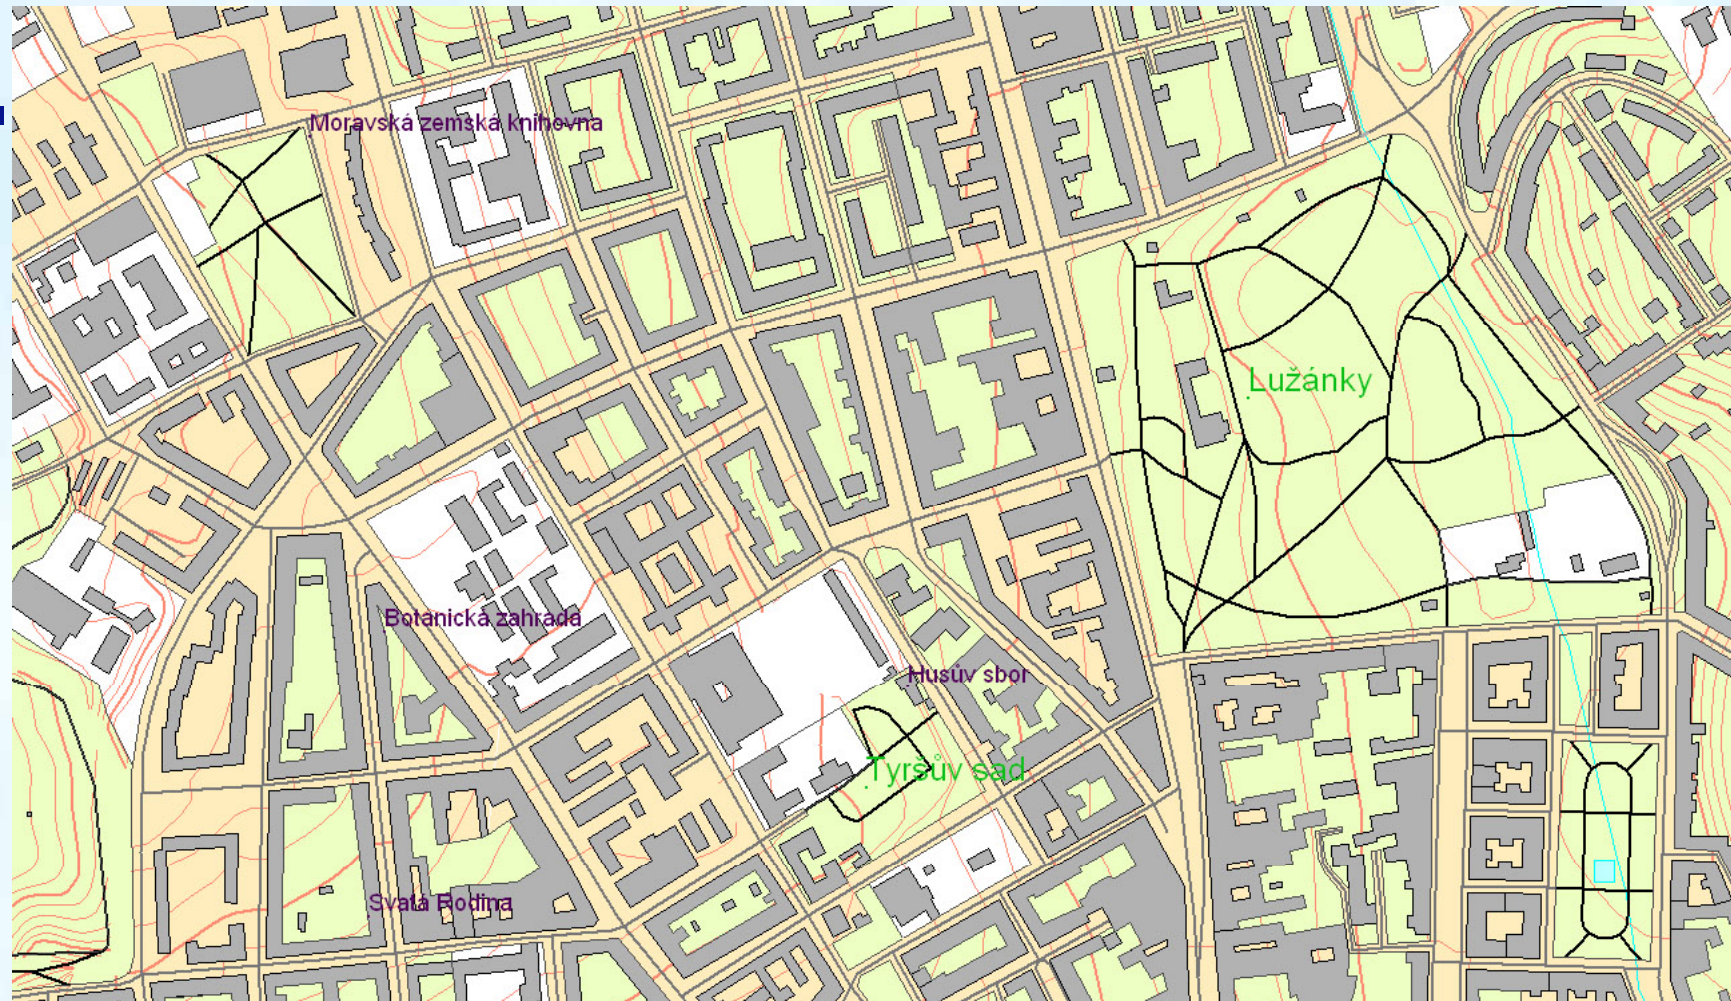 Moravská zemská knihovna
Lužánky
Botanická zahrada
Husův sbor
Tyršův sad
Svatá Rodina